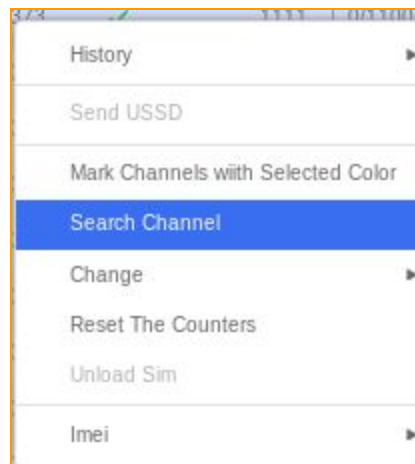 History
Send USSD
Mark Channels wiith Selected Color
Search Channel
Change
Reset The Counters
Unload Sim
Imei